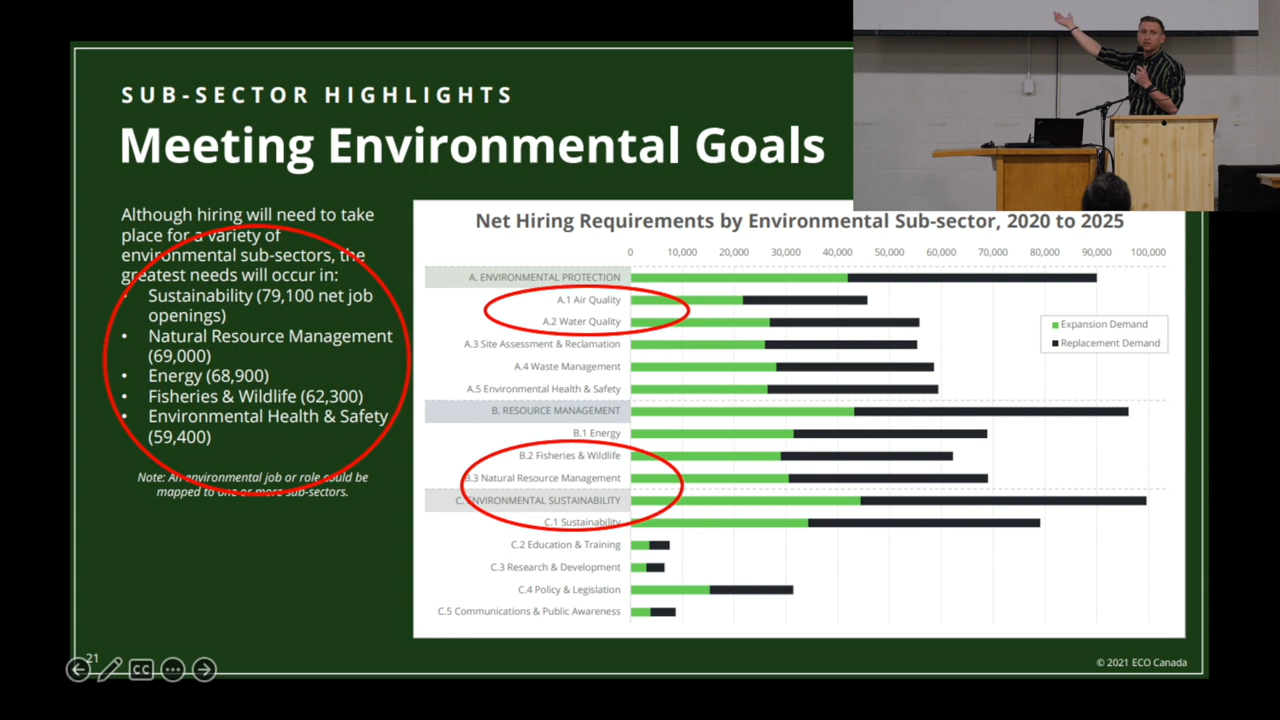 SUB-SECTOR HIGHLIGHTS
Meeting Environmental Goals
Although hiring will need to take
place for a variety of
environmental sub-sectors, the
greatest needs will occur in:
• Sustainability (79,100 net job
openings)
• Natural Resource Management
(69,000)
• Energy (68,900)
• Fisheries & Wildlife (62,300)
• Environmental Health & Safety
(59,400)
Note: An environmental job or role could be
mapped to one or more sub-sectors.
Net Hiring Requirements by Environmental Sub-sector, 2020 to 2025
0 10,000 20,000 30,000 40,000 50,000 60,000 70,000 80,000 90,000 100,000
A. ENVIRONMENTAL PROTECTION
A.1 Air Quality
A.2 Water Quality
A.3 Site Assessment & Reclamation
A.4 Waste Management
A.5 Environmental Health & Safety
B. RESOURCE MANAGEMENT
B.1 Energy
B.2 Fisheries & Wildlife
B.3 Natural Resource Management
C. ENVIRONMENTAL SUSTAINABILITY
C.1 Sustainability
C.2 Education & Training
C.3 Research & Development
C.4 Policy & Legislation
C.5 Communications & Public Awareness
Expansion Demand
Replacement Demand
21
CC
© 2021 ECO Canada